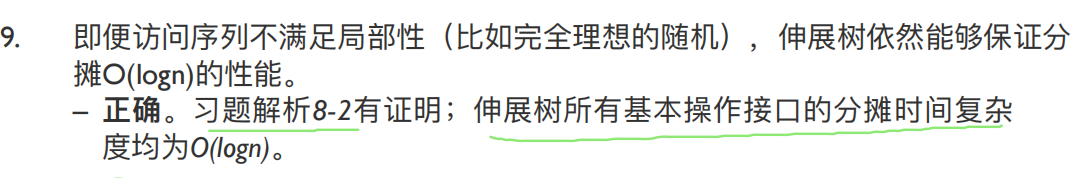 9. 即便访问序列不满足局部性（比如完全理想的随机），伸展树依然能够保证分
摊O(logn)的性能。
– 正确。习题解析8-2有证明；伸展树所有基本操作接口的分摊时间复杂
度均为O(logn)。